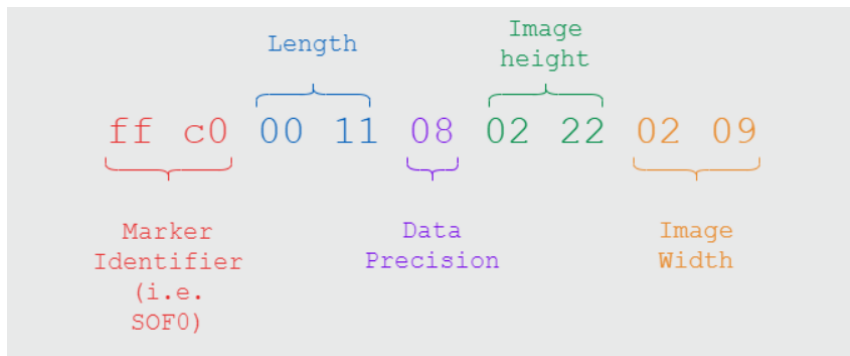 Length
Image
height
ff c0 00 11 08 02 22 02 09
Marker
Identifier
(i.e.
SOF0)
Data
Precision
Image
Width